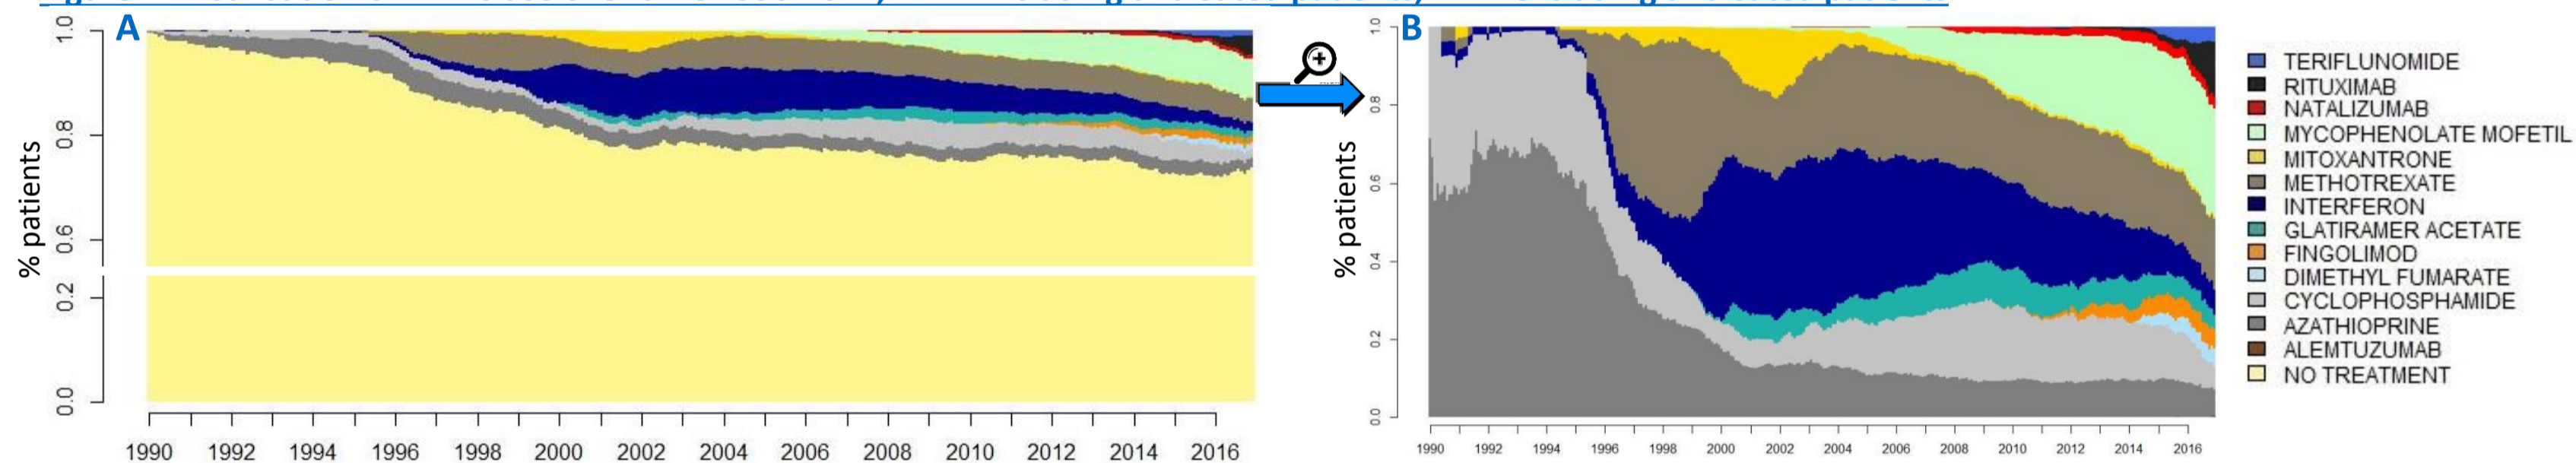 A
B
% patients
1.0
0.8
0.6
0.2
0.0
1990 1992 1994 1996 1998 2000 2002 2004 2006 2008 2010 2012 2014 2016
% patients
1.0
0.8
0.6
0.4
0.2
0.0
1990 1992 1994 1996 1998 2000 2002 2004 2006 2008 2010 2012 2014 2016
TERIFLUNOMIDE
RITUXIMAB
NATALIZUMAB
MYCOPHENOLATE MOFETIL
MITOXANTRONE
METHOTREXATE
INTERFERON
GLATIRAMER ACETATE
FINGOLIMOD
DIMETHYL FUMARATE
CYCLOPHOSPHAMIDE
AZATHIOPRINE
ALEMTUZUMAB
NO TREATMENT